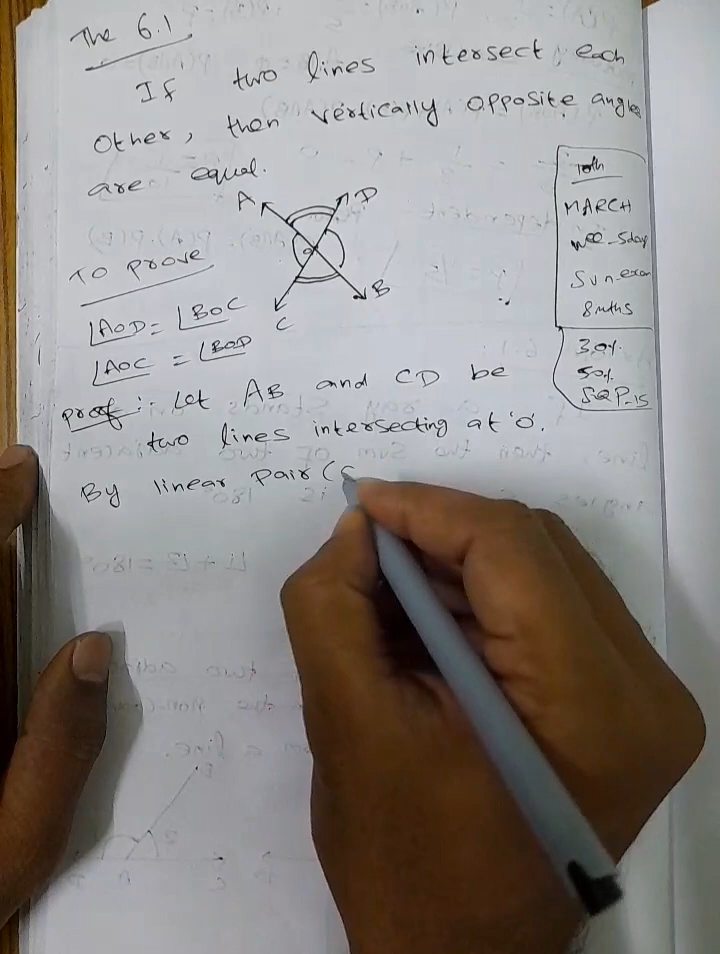 The 6.1
If two lines intersect each
other, then vertically opposite angles
are equal.
A
D
O
B
C
To prove
∠AOD = ∠BOC
∠AOC = ∠BOD
proof: Let AB and CD be
two lines intersecting at 'O'.
By linear pair (
10th
MARCH
Sun-exam
8 mths
30%
50%
SQP-15